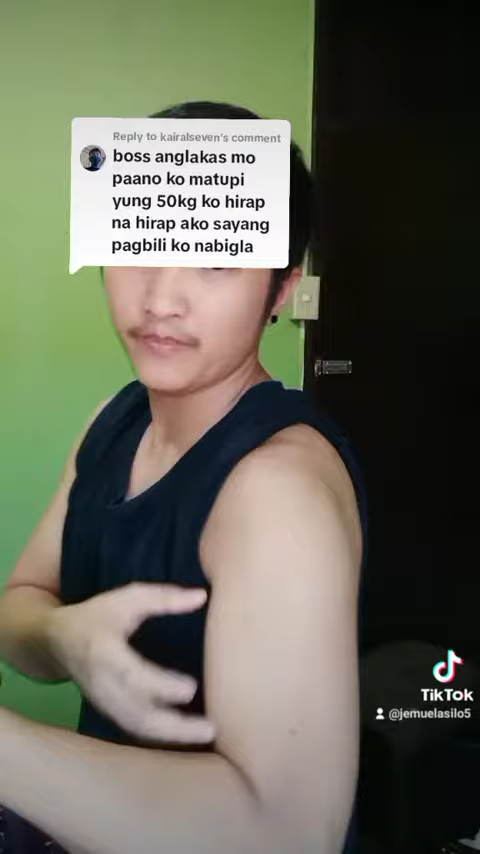 Reply to kairalseven's comment
boss anglakas mo
paano ko matupi
yung 50kg ko hirap
na hirap ako sayang
pagbili ko nabigla
TikTok
@jemuelasilo5